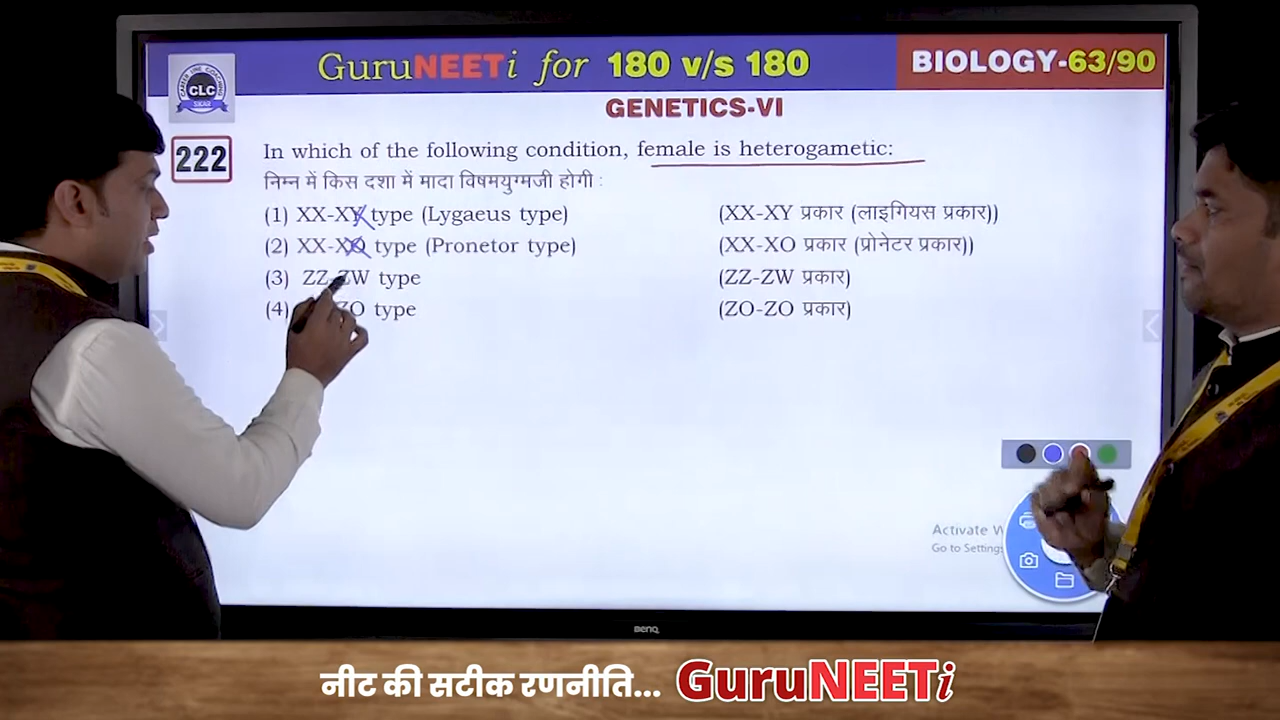 GuruNEETi for 180 v/s 180
BIOLOGY-63/90
CLC
SIKAR
GENETICS-VI
222
In which of the following condition, female is heterogametic:
निम्न में किस दशा में मादा विषमयुग्मजी होगी :
(1) XX-XY type (Lygaeus type) (XX-XY प्रकार (लाइगियस प्रकार))
(2) XX-XO type (Pronetor type) (XX-XO प्रकार (प्रोनेटर प्रकार))
(3) ZZ-ZW type (ZZ-ZW प्रकार)
(4) ZO type (ZO-ZO प्रकार)
Activate
Go to Settings
BENQ
नीट की सटीक रणनीति... GuruNEETi